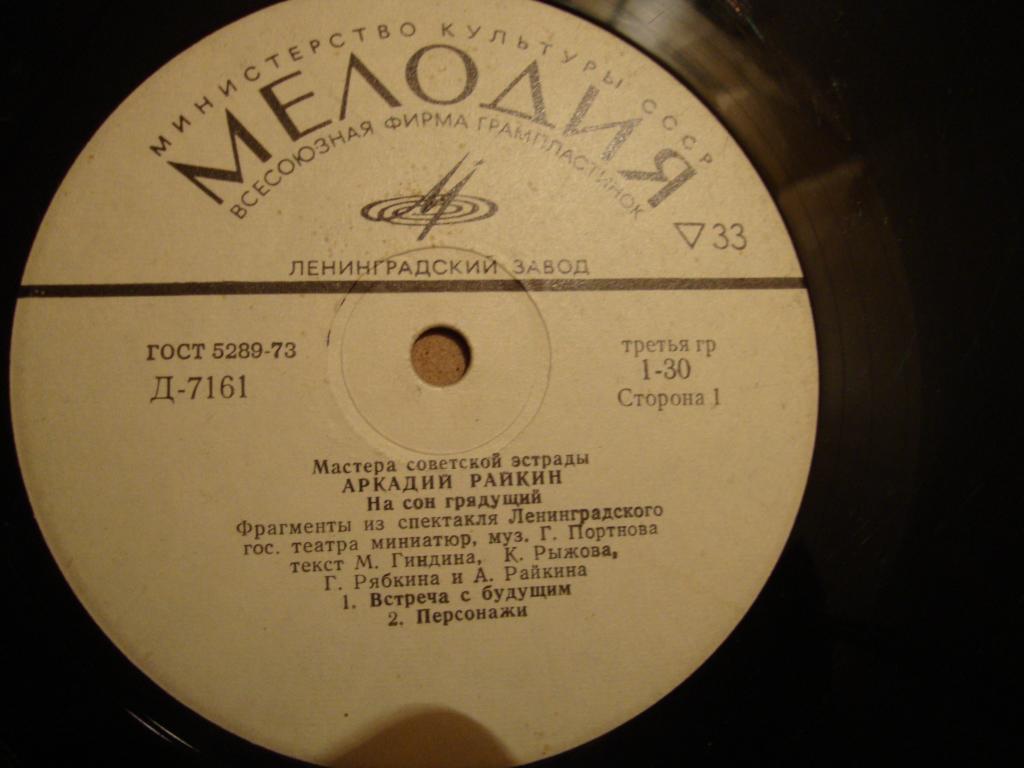 МИНИСТЕРСТВО КУЛЬТУРЫ СССР
МЕЛОДИЯ
ВСЕСОЮЗНАЯ ФИРМА ГРАМПЛАСТИНОК
▽33
ЛЕНИНГРАДСКИЙ ЗАВОД
ГОСТ 5289-73
Д-7161
третья гр
1-30
Сторона 1
Мастера советской эстрады
АРКАДИЙ РАЙКИН
На сон грядущий
Фрагменты из спектакля Ленинградского
гос. театра миниатюр, муз. Г. Портнова
текст М. Гиндина, К. Рыжова,
Г. Рябкина и А. Райкина
1. Встреча с будущим
2. Персонажи